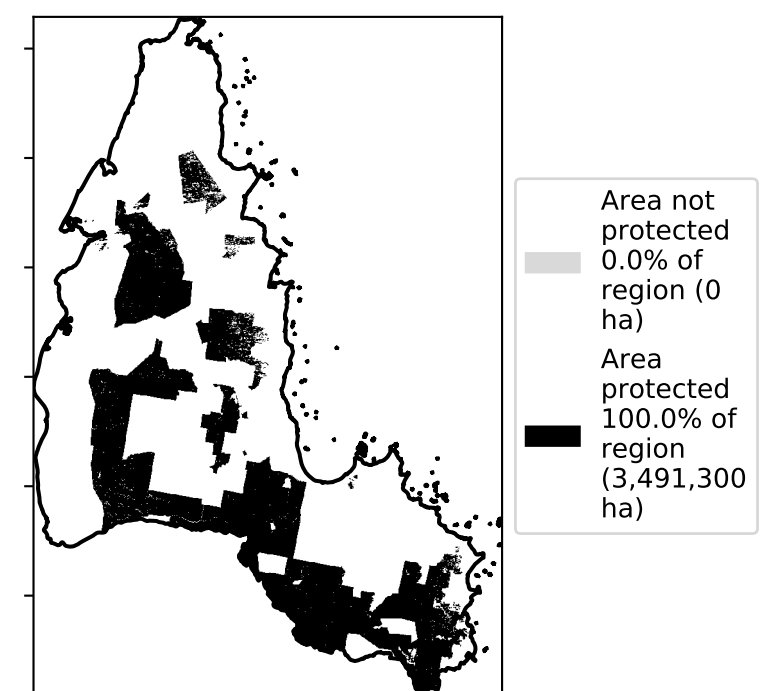 Area not
protected
0.0% of
region (0
ha)
Area
protected
100.0% of
region
(3,491,300
ha)